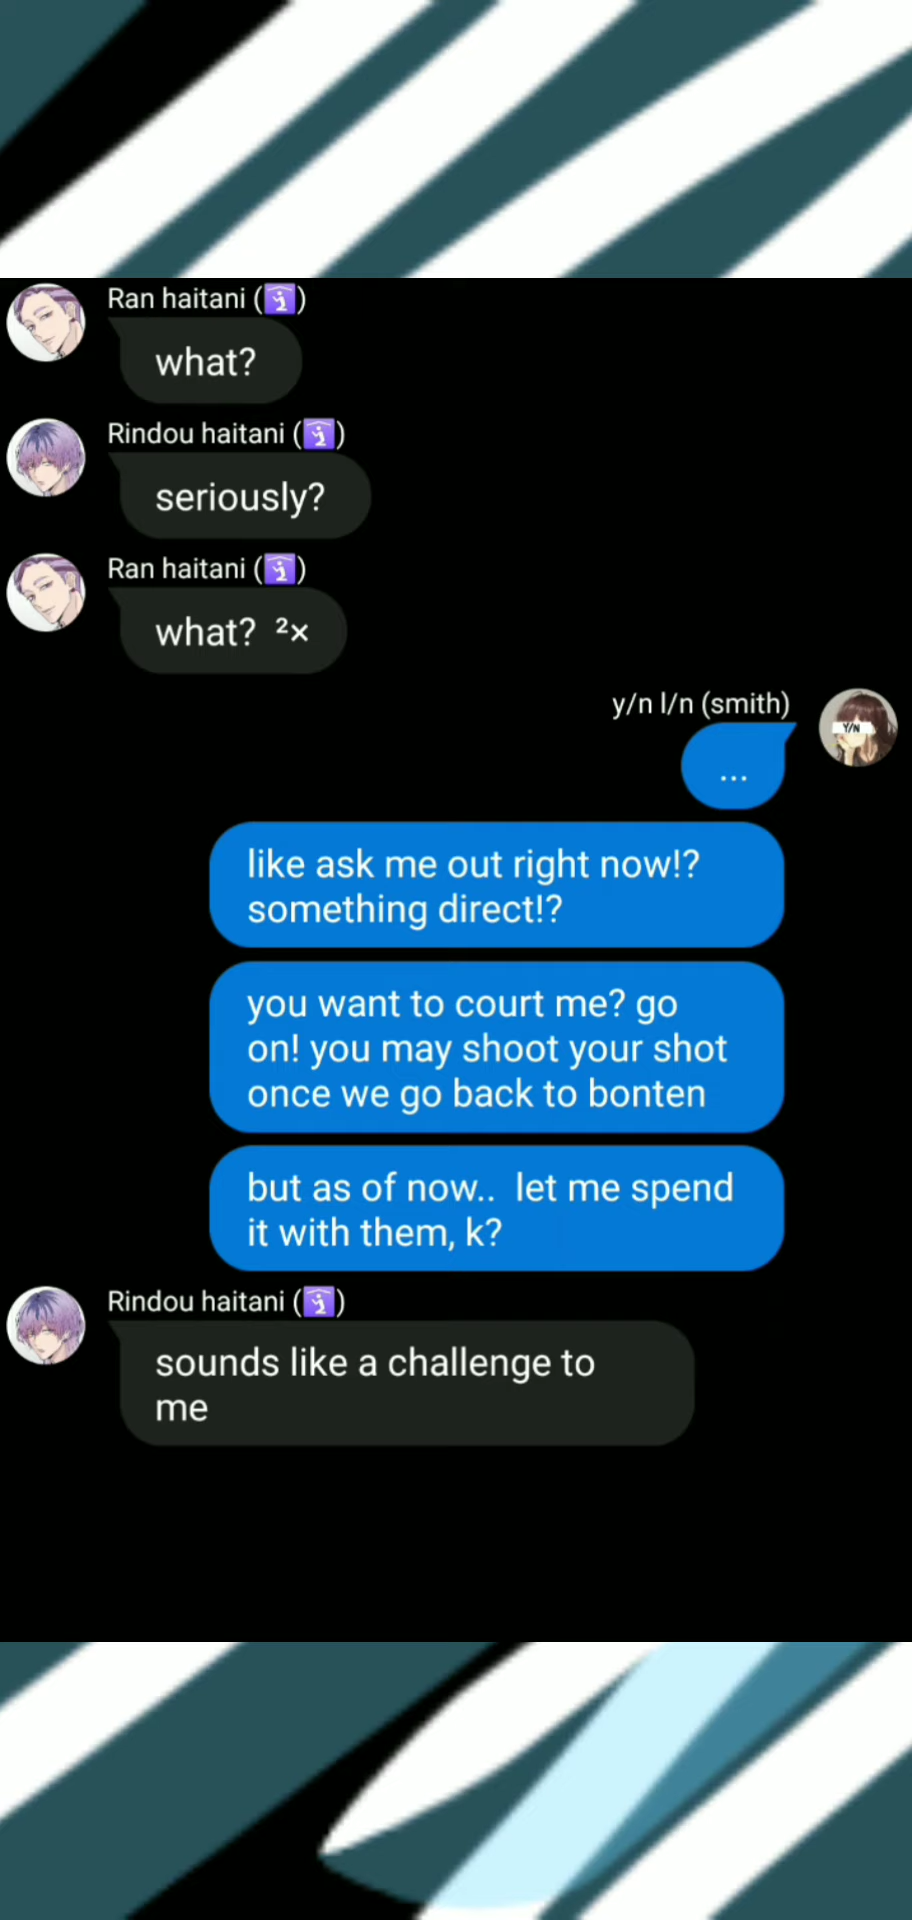 Ran haitani (🛐)
what?
Rindou haitani (🛐)
seriously?
Ran haitani (🛐)
what? ²×
y/n l/n (smith)
Y/N
...
like ask me out right now!?
something direct!?
you want to court me? go
on! you may shoot your shot
once we go back to bonten
but as of now.. let me spend
it with them, k?
Rindou haitani (🛐)
sounds like a challenge to
me